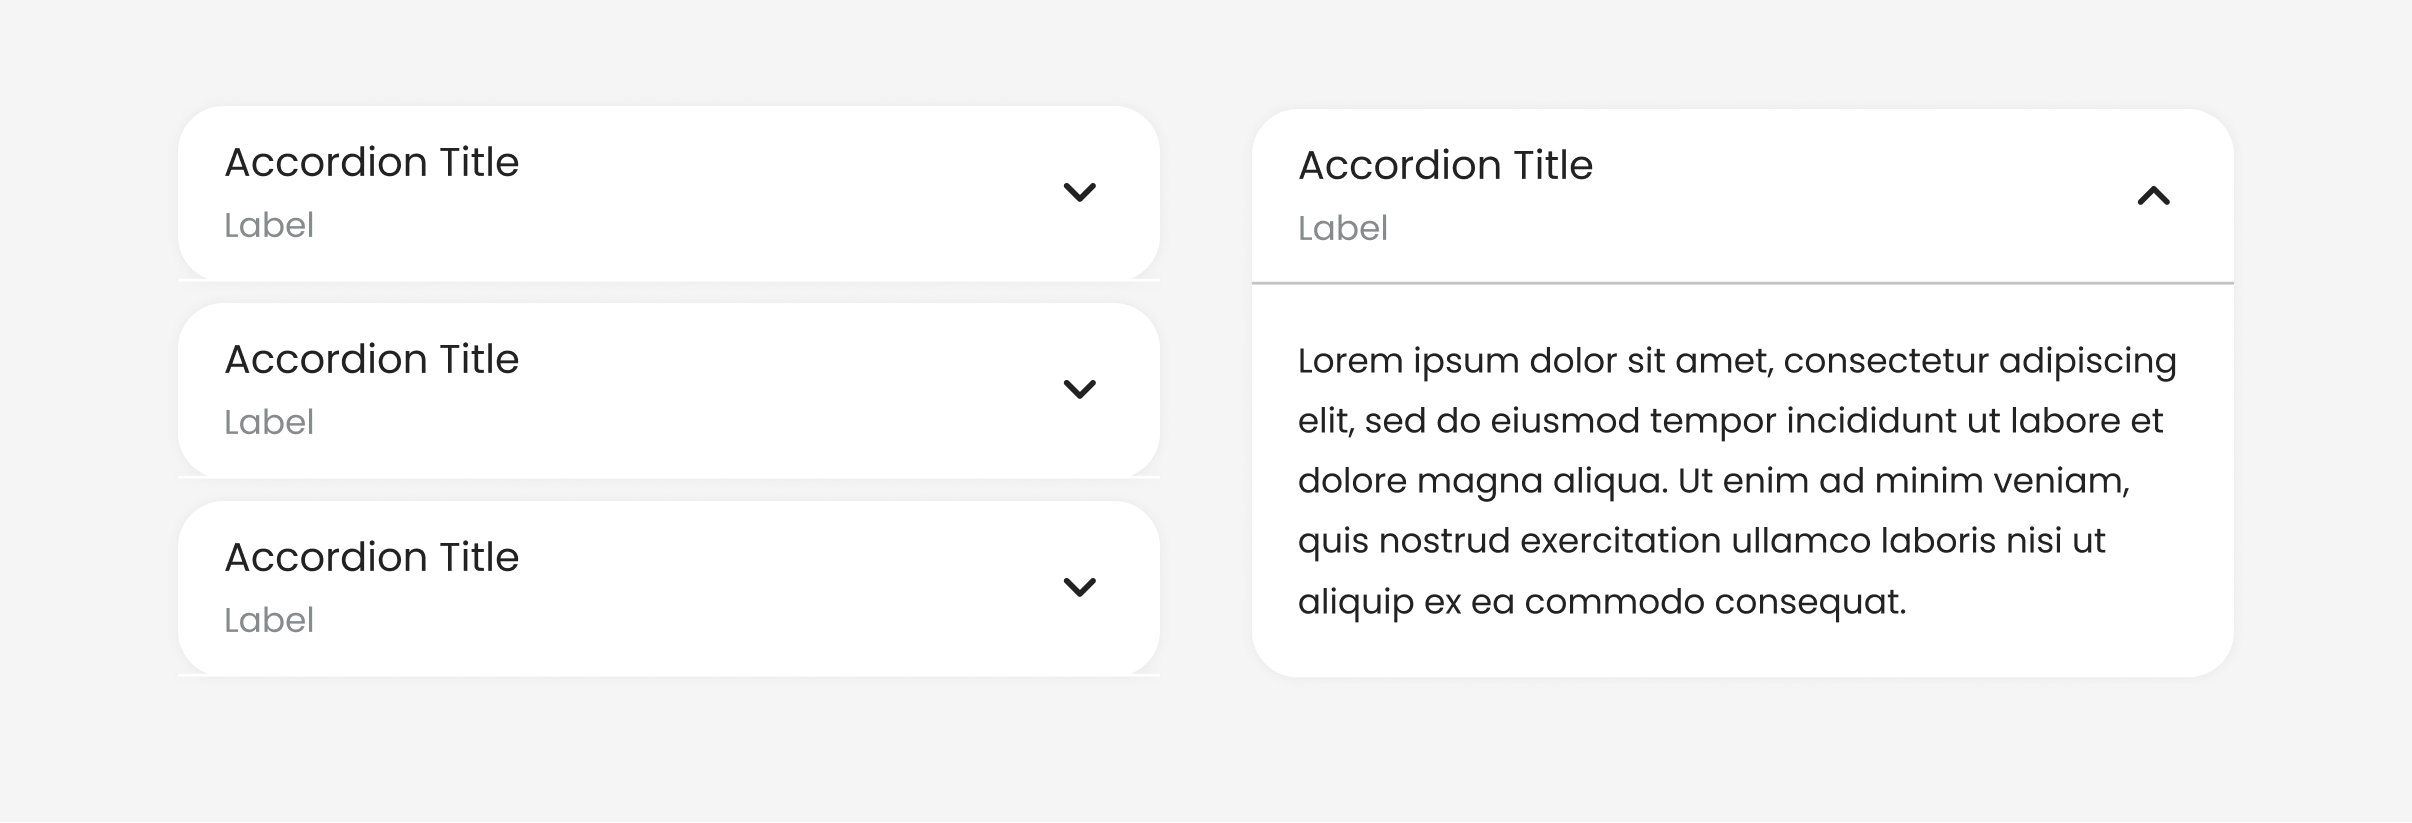 Accordion Title
Label
Accordion Title
Label
Accordion Title
Label
Accordion Title
Label
Lorem ipsum dolor sit amet, consectetur adipiscing
elit, sed do eiusmod tempor incididunt ut labore et
dolore magna aliqua. Ut enim ad minim veniam,
quis nostrud exercitation ullamco laboris nisi ut
aliquip ex ea commodo consequat.